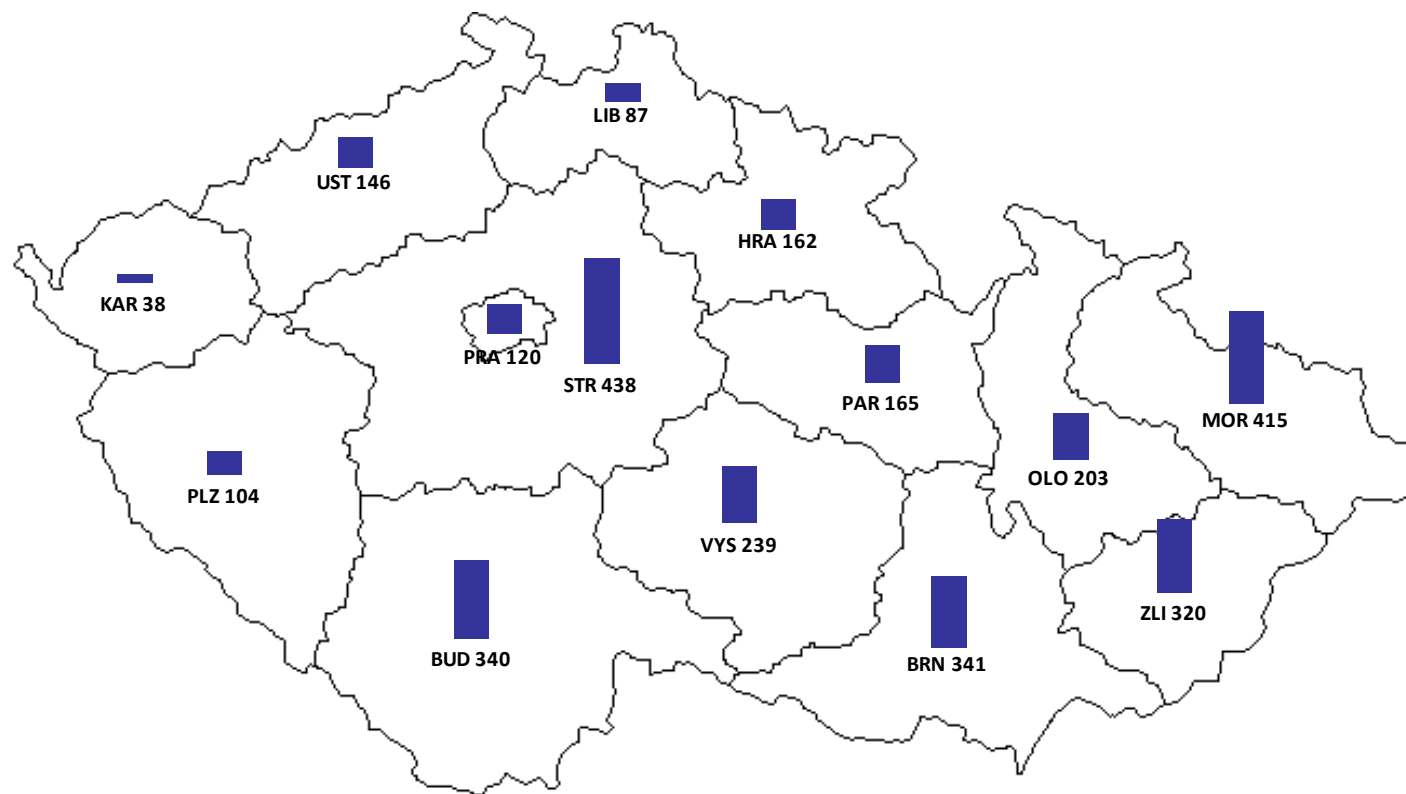 LIB 87
UST 146
HRA 162
KAR 38
PRA 120
STR 438
PAR 165
MOR 415
OLO 203
PLZ 104
VYS 239
ZLI 320
BUD 340
BRN 341